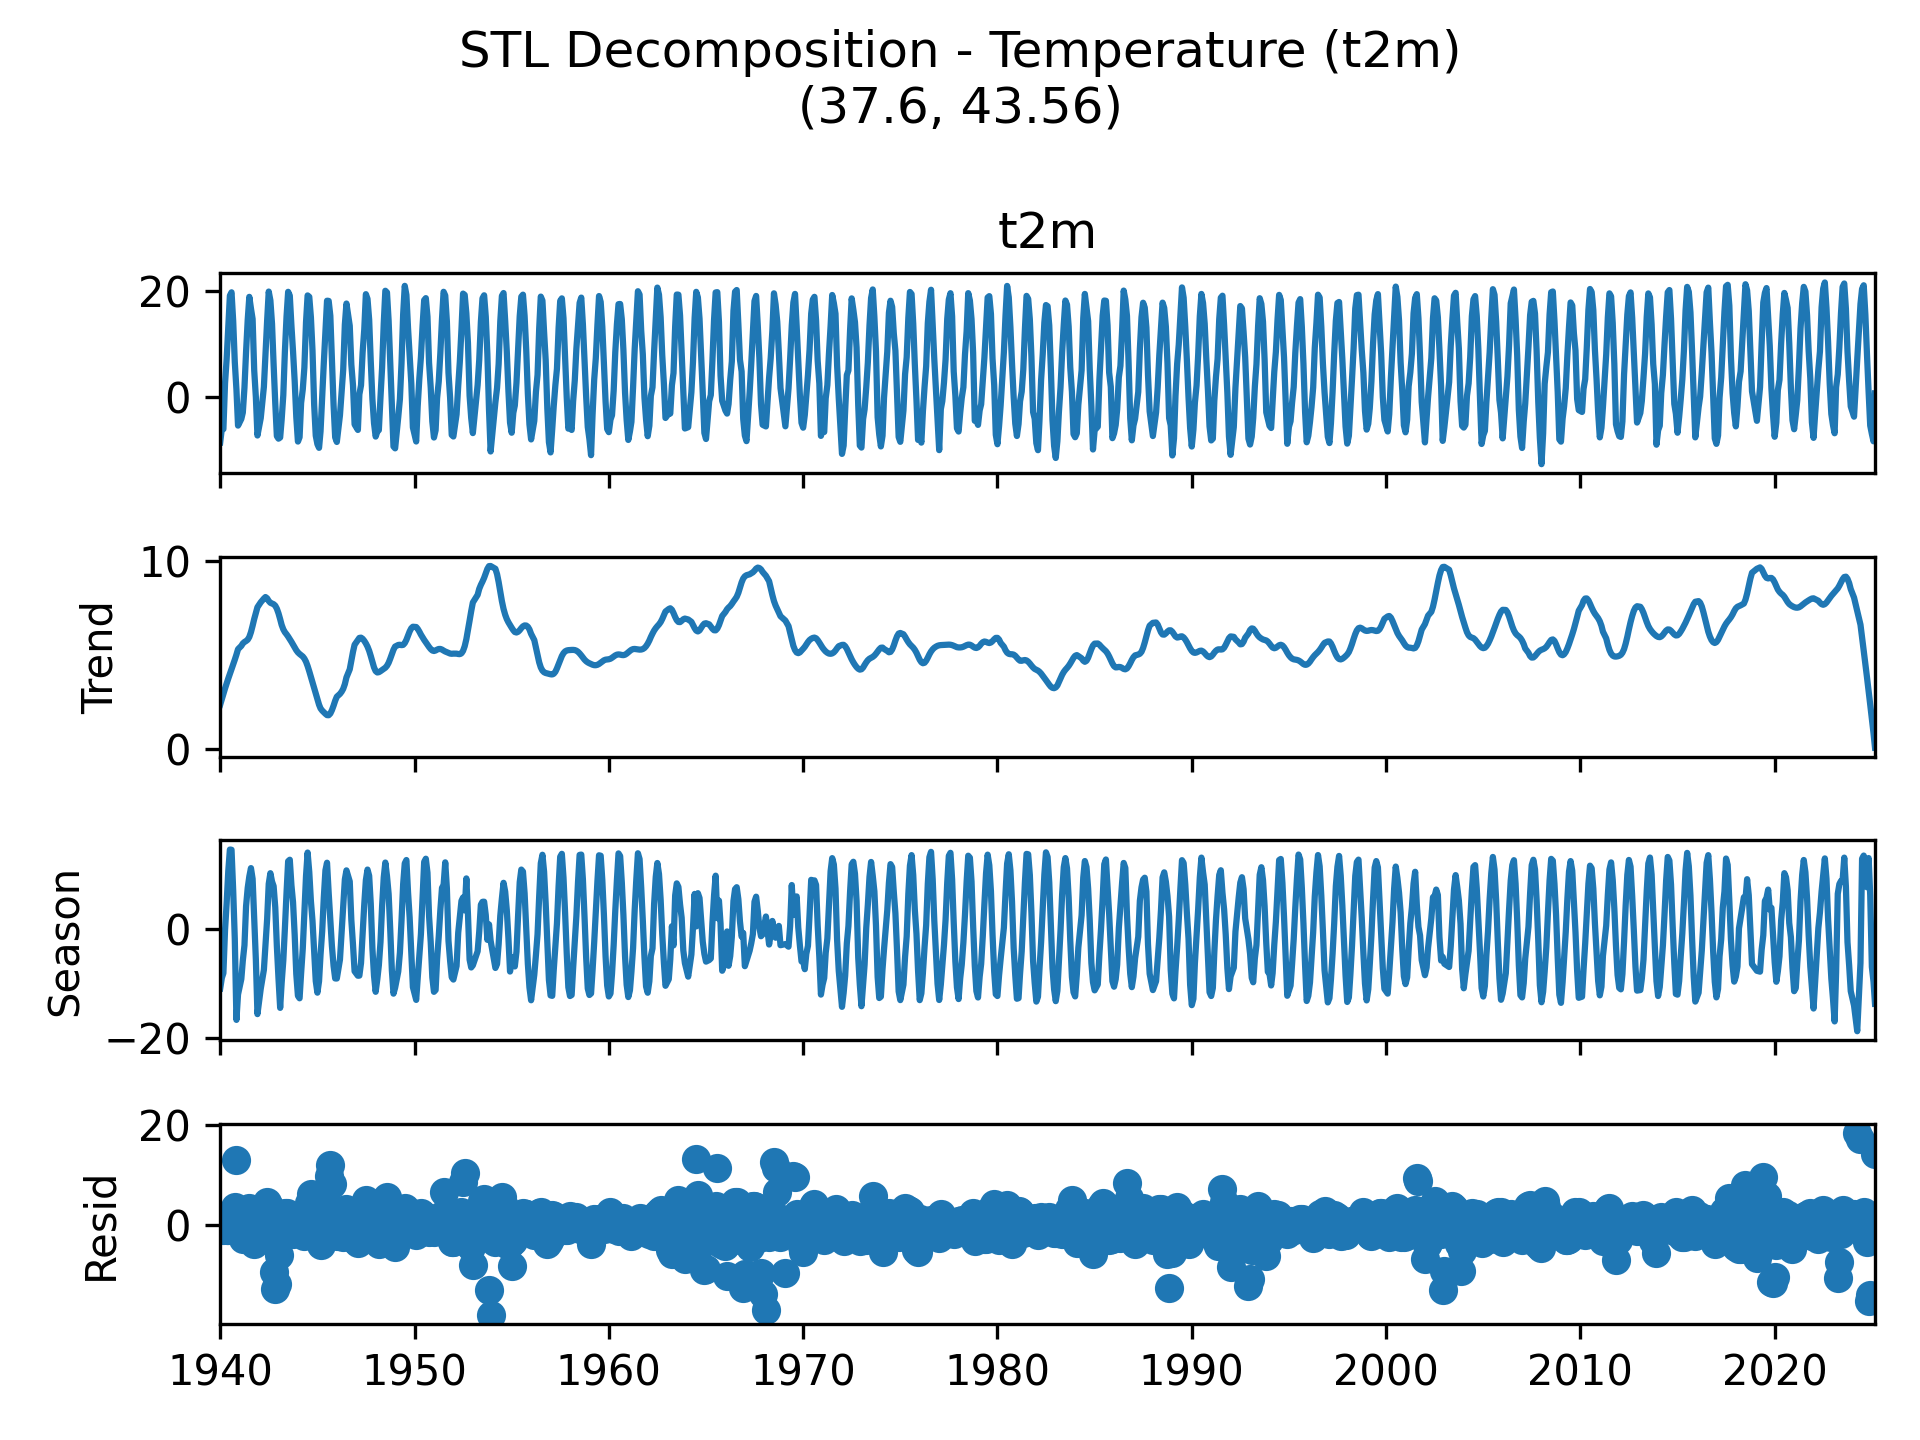 STL Decomposition - Temperature (t2m)
(37.6, 43.56)
t2m
20
0
Trend
10
0
Season
0
−20
Resid
20
0
1940 1950 1960 1970 1980 1990 2000 2010 2020